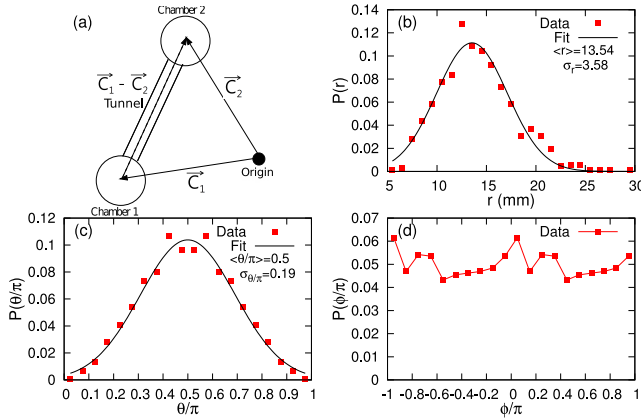 (a)
Chamber 2
C₁ - C₂
Tunnel
C₂
C₁
Origin
Chamber 1
(b)
Data
Fit
<r>=13.54
σr=3.58
P(r)
0.14
0.12
0.1
0.08
0.06
0.04
0.02
0
5 10 15 20 25 30
r (mm)
(c)
Data
Fit
<θ/π>=0.5
σθ/π=0.19
P(θ/π)
0.12
0.1
0.08
0.06
0.04
0.02
0
0 0.1 0.2 0.3 0.4 0.5 0.6 0.7 0.8 0.9 1
θ/π
(d)
Data
P(ϕ/π)
0.07
0.06
0.05
0.04
0.03
0.02
0.01
0
-1 -0.8 -0.6 -0.4 -0.2 0 0.2 0.4 0.6 0.8 1
ϕ/π